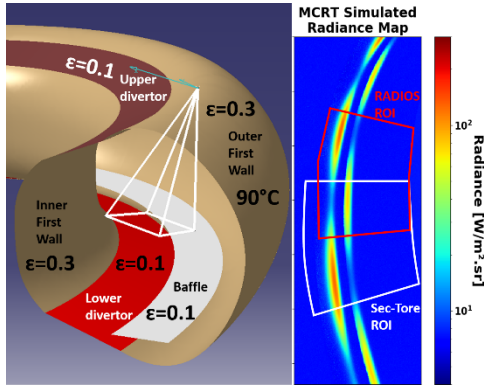 ε=0.1
Upper
divertor
ε=0.3
Outer
First
Wall
90°C
Inner
First
Wall
ε=0.3
ε=0.1
Lower
divertor
Baffle
ε=0.1
MCRT Simulated
Radiance Map
RADIOS
ROI
Sec-Tore
ROI
10²
10¹
Radiance [W/m².sr]